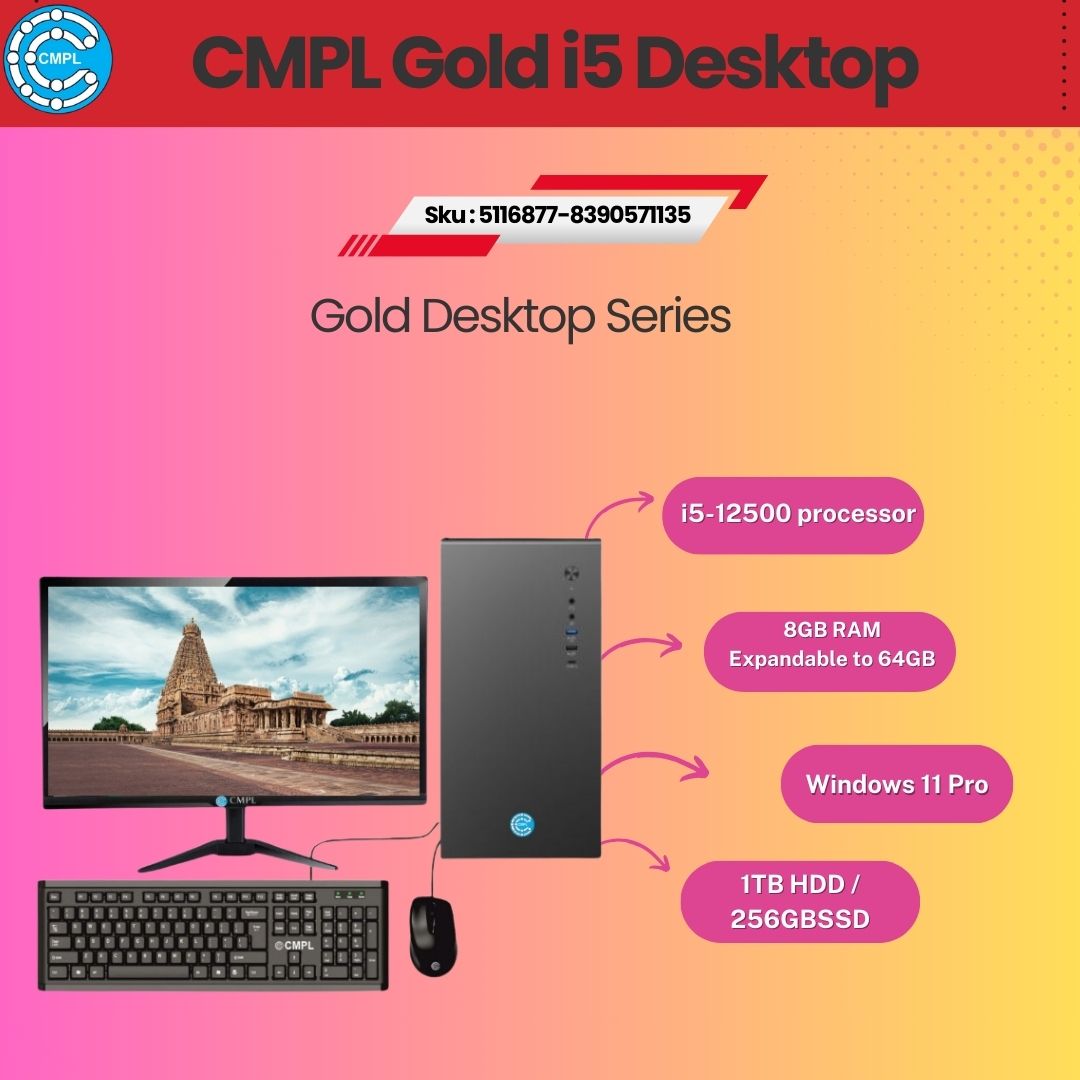 CMPL
CMPL Gold i5 Desktop
Sku : 5116877-8390571135
Gold Desktop Series
i5-12500 processor
8GB RAM
Expandable to 64GB
Windows 11 Pro
1TB HDD /
256GBSSD
CMPL
CMPL
CMPL